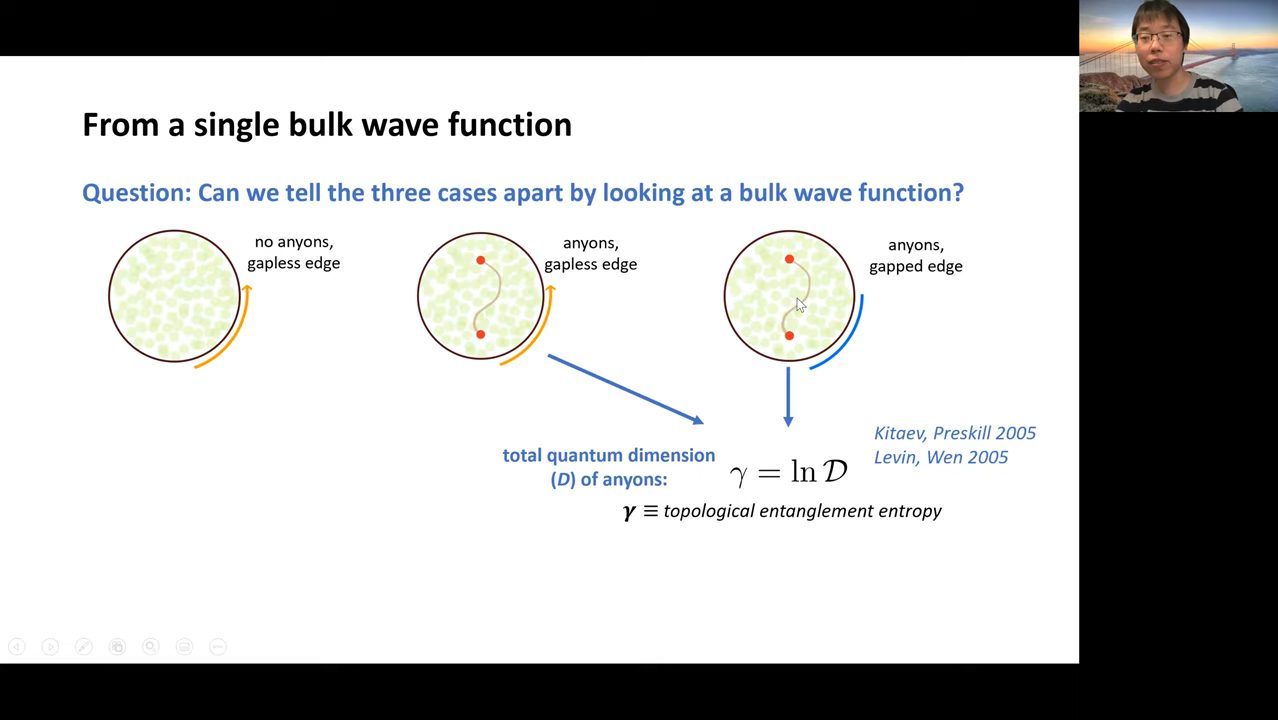 From a single bulk wave function
Question: Can we tell the three cases apart by looking at a bulk wave function?
no anyons,
gapless edge
anyons,
gapless edge
anyons,
gapped edge
total quantum dimension
(D) of anyons:
γ = ln 𝒟
Kitaev, Preskill 2005
Levin, Wen 2005
γ ≡ topological entanglement entropy